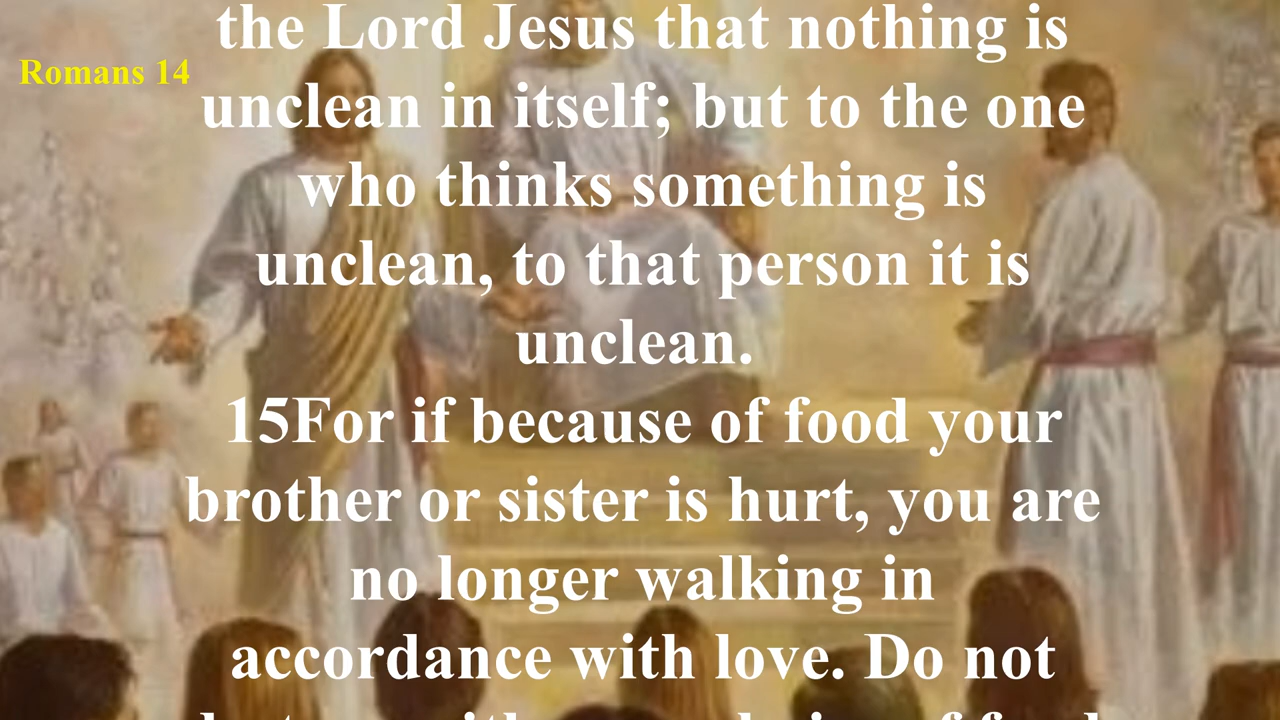 Romans 14
the Lord Jesus that nothing is
unclean in itself; but to the one
who thinks something is
unclean, to that person it is
unclean.
15For if because of food your
brother or sister is hurt, you are
no longer walking in
accordance with love. Do not